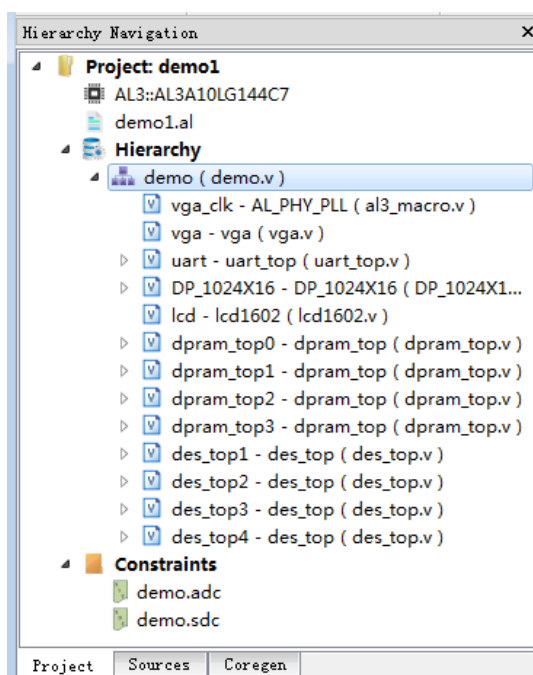 Hierarchy Navigation
Project: demo1
AL3::AL3A10LG144C7
demo1.al
Hierarchy
demo ( demo.v )
vga_clk - AL_PHY_PLL ( al3_macro.v )
vga - vga ( vga.v )
uart - uart_top ( uart_top.v )
DP_1024X16 - DP_1024X16 ( DP_1024X1...
lcd - lcd1602 ( lcd1602.v )
dpram_top0 - dpram_top ( dpram_top.v )
dpram_top1 - dpram_top ( dpram_top.v )
dpram_top2 - dpram_top ( dpram_top.v )
dpram_top3 - dpram_top ( dpram_top.v )
des_top1 - des_top ( des_top.v )
des_top2 - des_top ( des_top.v )
des_top3 - des_top ( des_top.v )
des_top4 - des_top ( des_top.v )
Constraints
demo.adc
demo.sdc
Project Sources Coregen